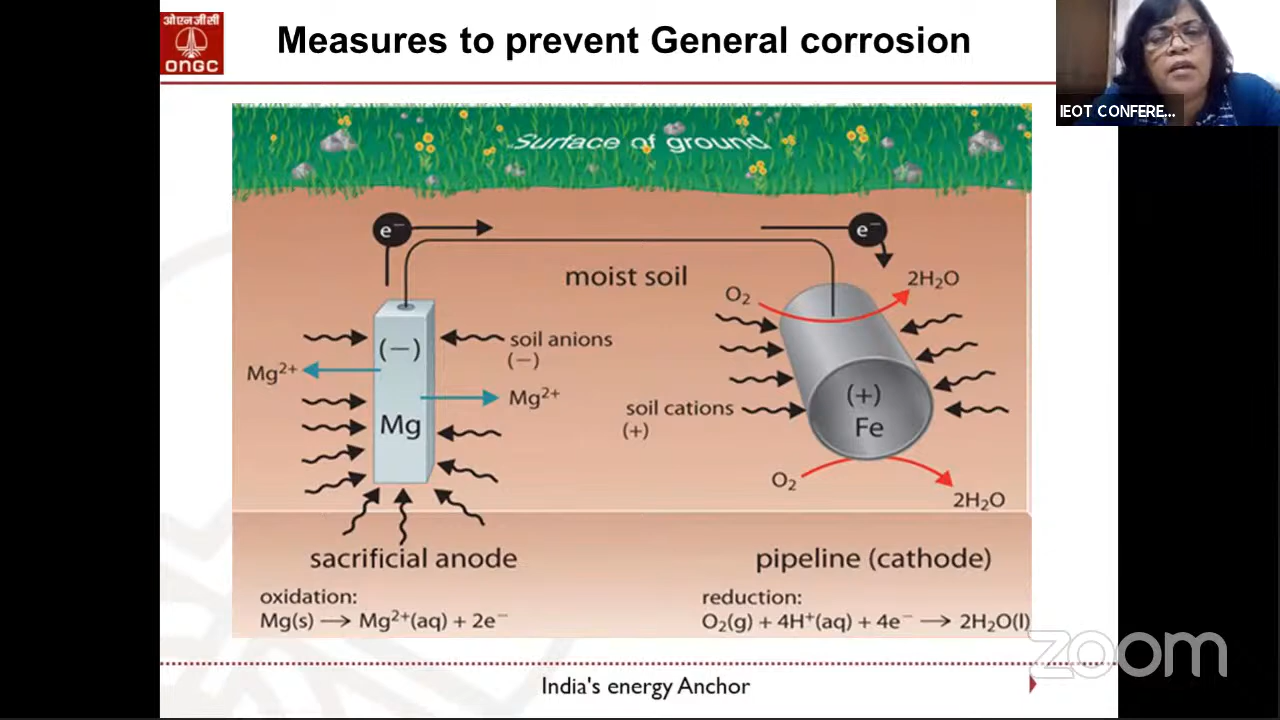 ओएनजीसी
ONGC
Measures to prevent General corrosion
IEOT CONFERE...
Surface of ground
e⁻
e⁻
moist soil
O₂
2H₂O
(−)
soil anions
(−)
Mg²⁺
Mg²⁺
Mg
soil cations
(+)
(+)
Fe
O₂
2H₂O
sacrificial anode
pipeline (cathode)
oxidation:
Mg(s) → Mg²⁺(aq) + 2e⁻
reduction:
O₂(g) + 4H⁺(aq) + 4e⁻ → 2H₂O(l)
zoom
India's energy Anchor